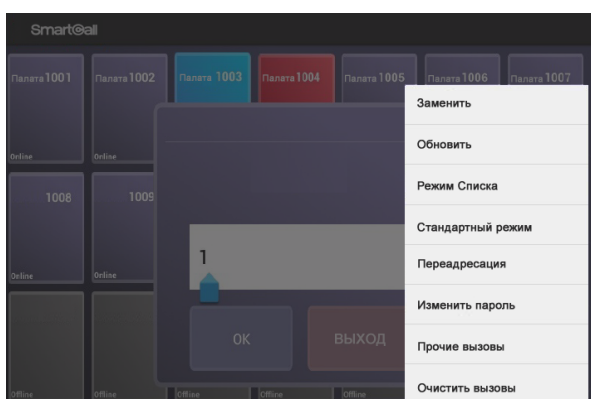 Smart@all
Палата 1001
Палата 1002
Палата 1003
Палата 1004
Палата 1005
Палата 1006
Палата 1007
Online
Online
1008
1009
Online
Online
1
OK
ВЫХОД
Offline
Offline
Offline
Offline
Offline
Заменить
Обновить
Режим Списка
Стандартный режим
Переадресация
Изменить пароль
Прочие вызовы
Очистить вызовы